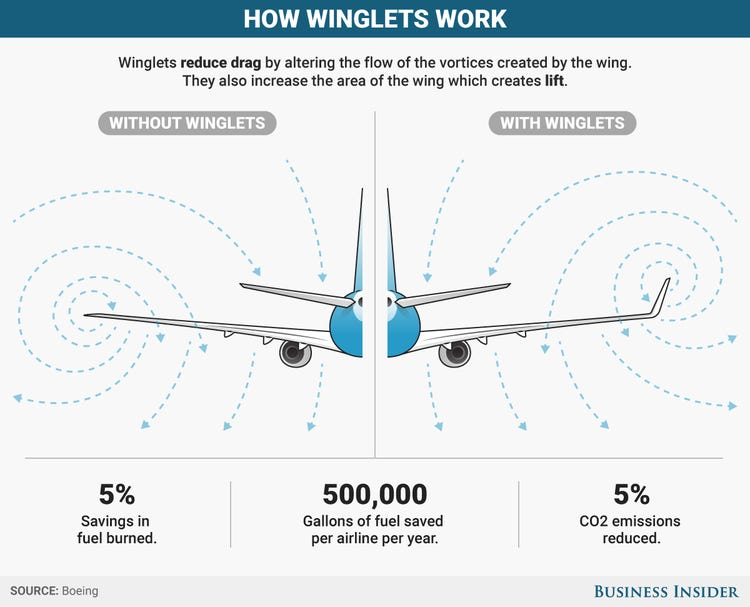 HOW WINGLETS WORK
Winglets reduce drag by altering the flow of the vortices created by the wing.
They also increase the area of the wing which creates lift.
WITHOUT WINGLETS
WITH WINGLETS
5%
Savings in
fuel burned.
500,000
Gallons of fuel saved
per airline per year.
5%
CO2 emissions
reduced.
SOURCE: Boeing
BUSINESS INSIDER